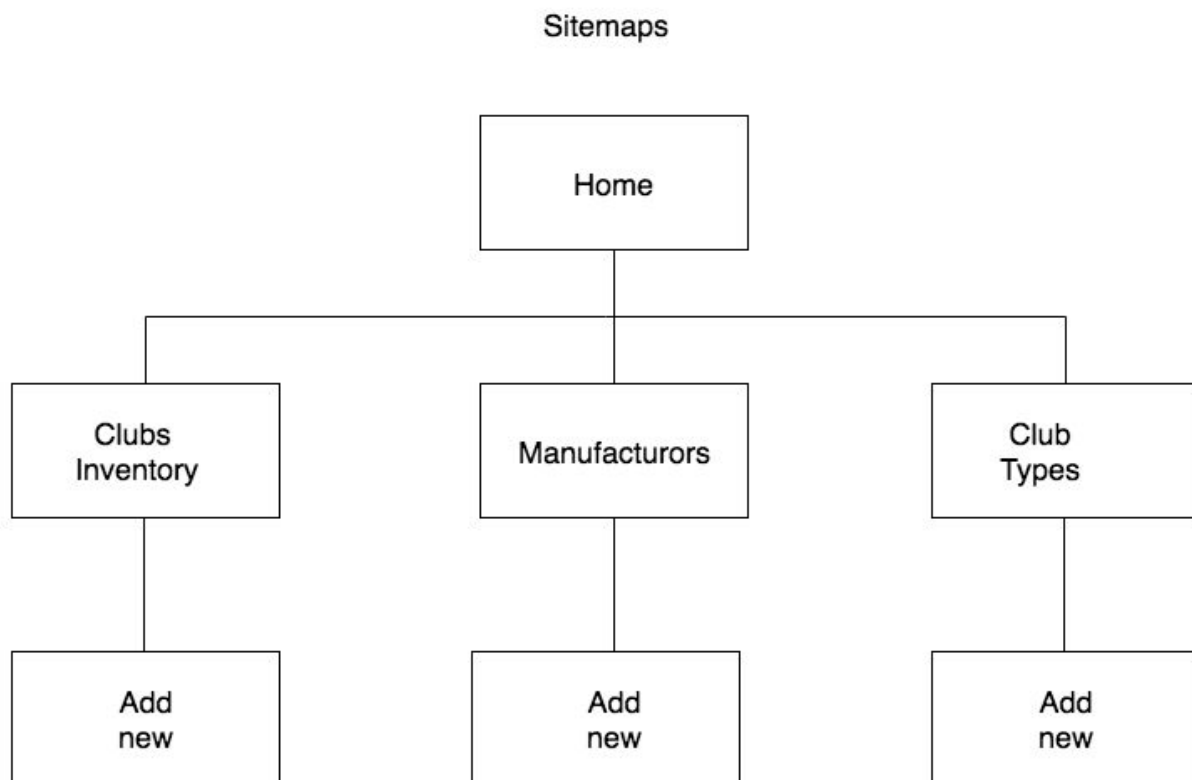 Sitemaps
Home
Clubs
Inventory
Manufacturors
Club
Types
Add
new
Add
new
Add
new